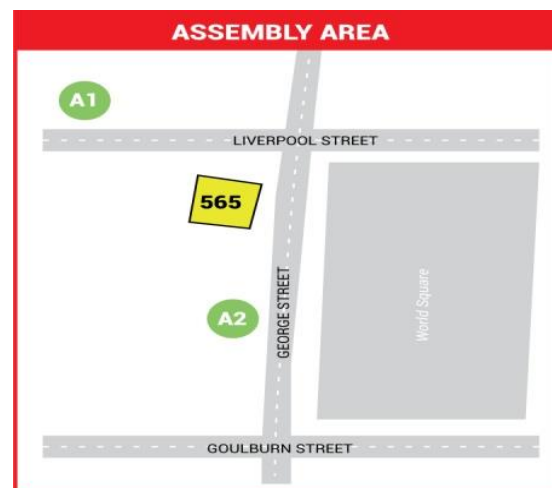 ASSEMBLY AREA
A1
LIVERPOOL STREET
565
World Square
GEORGE STREET
A2
GOULBURN STREET